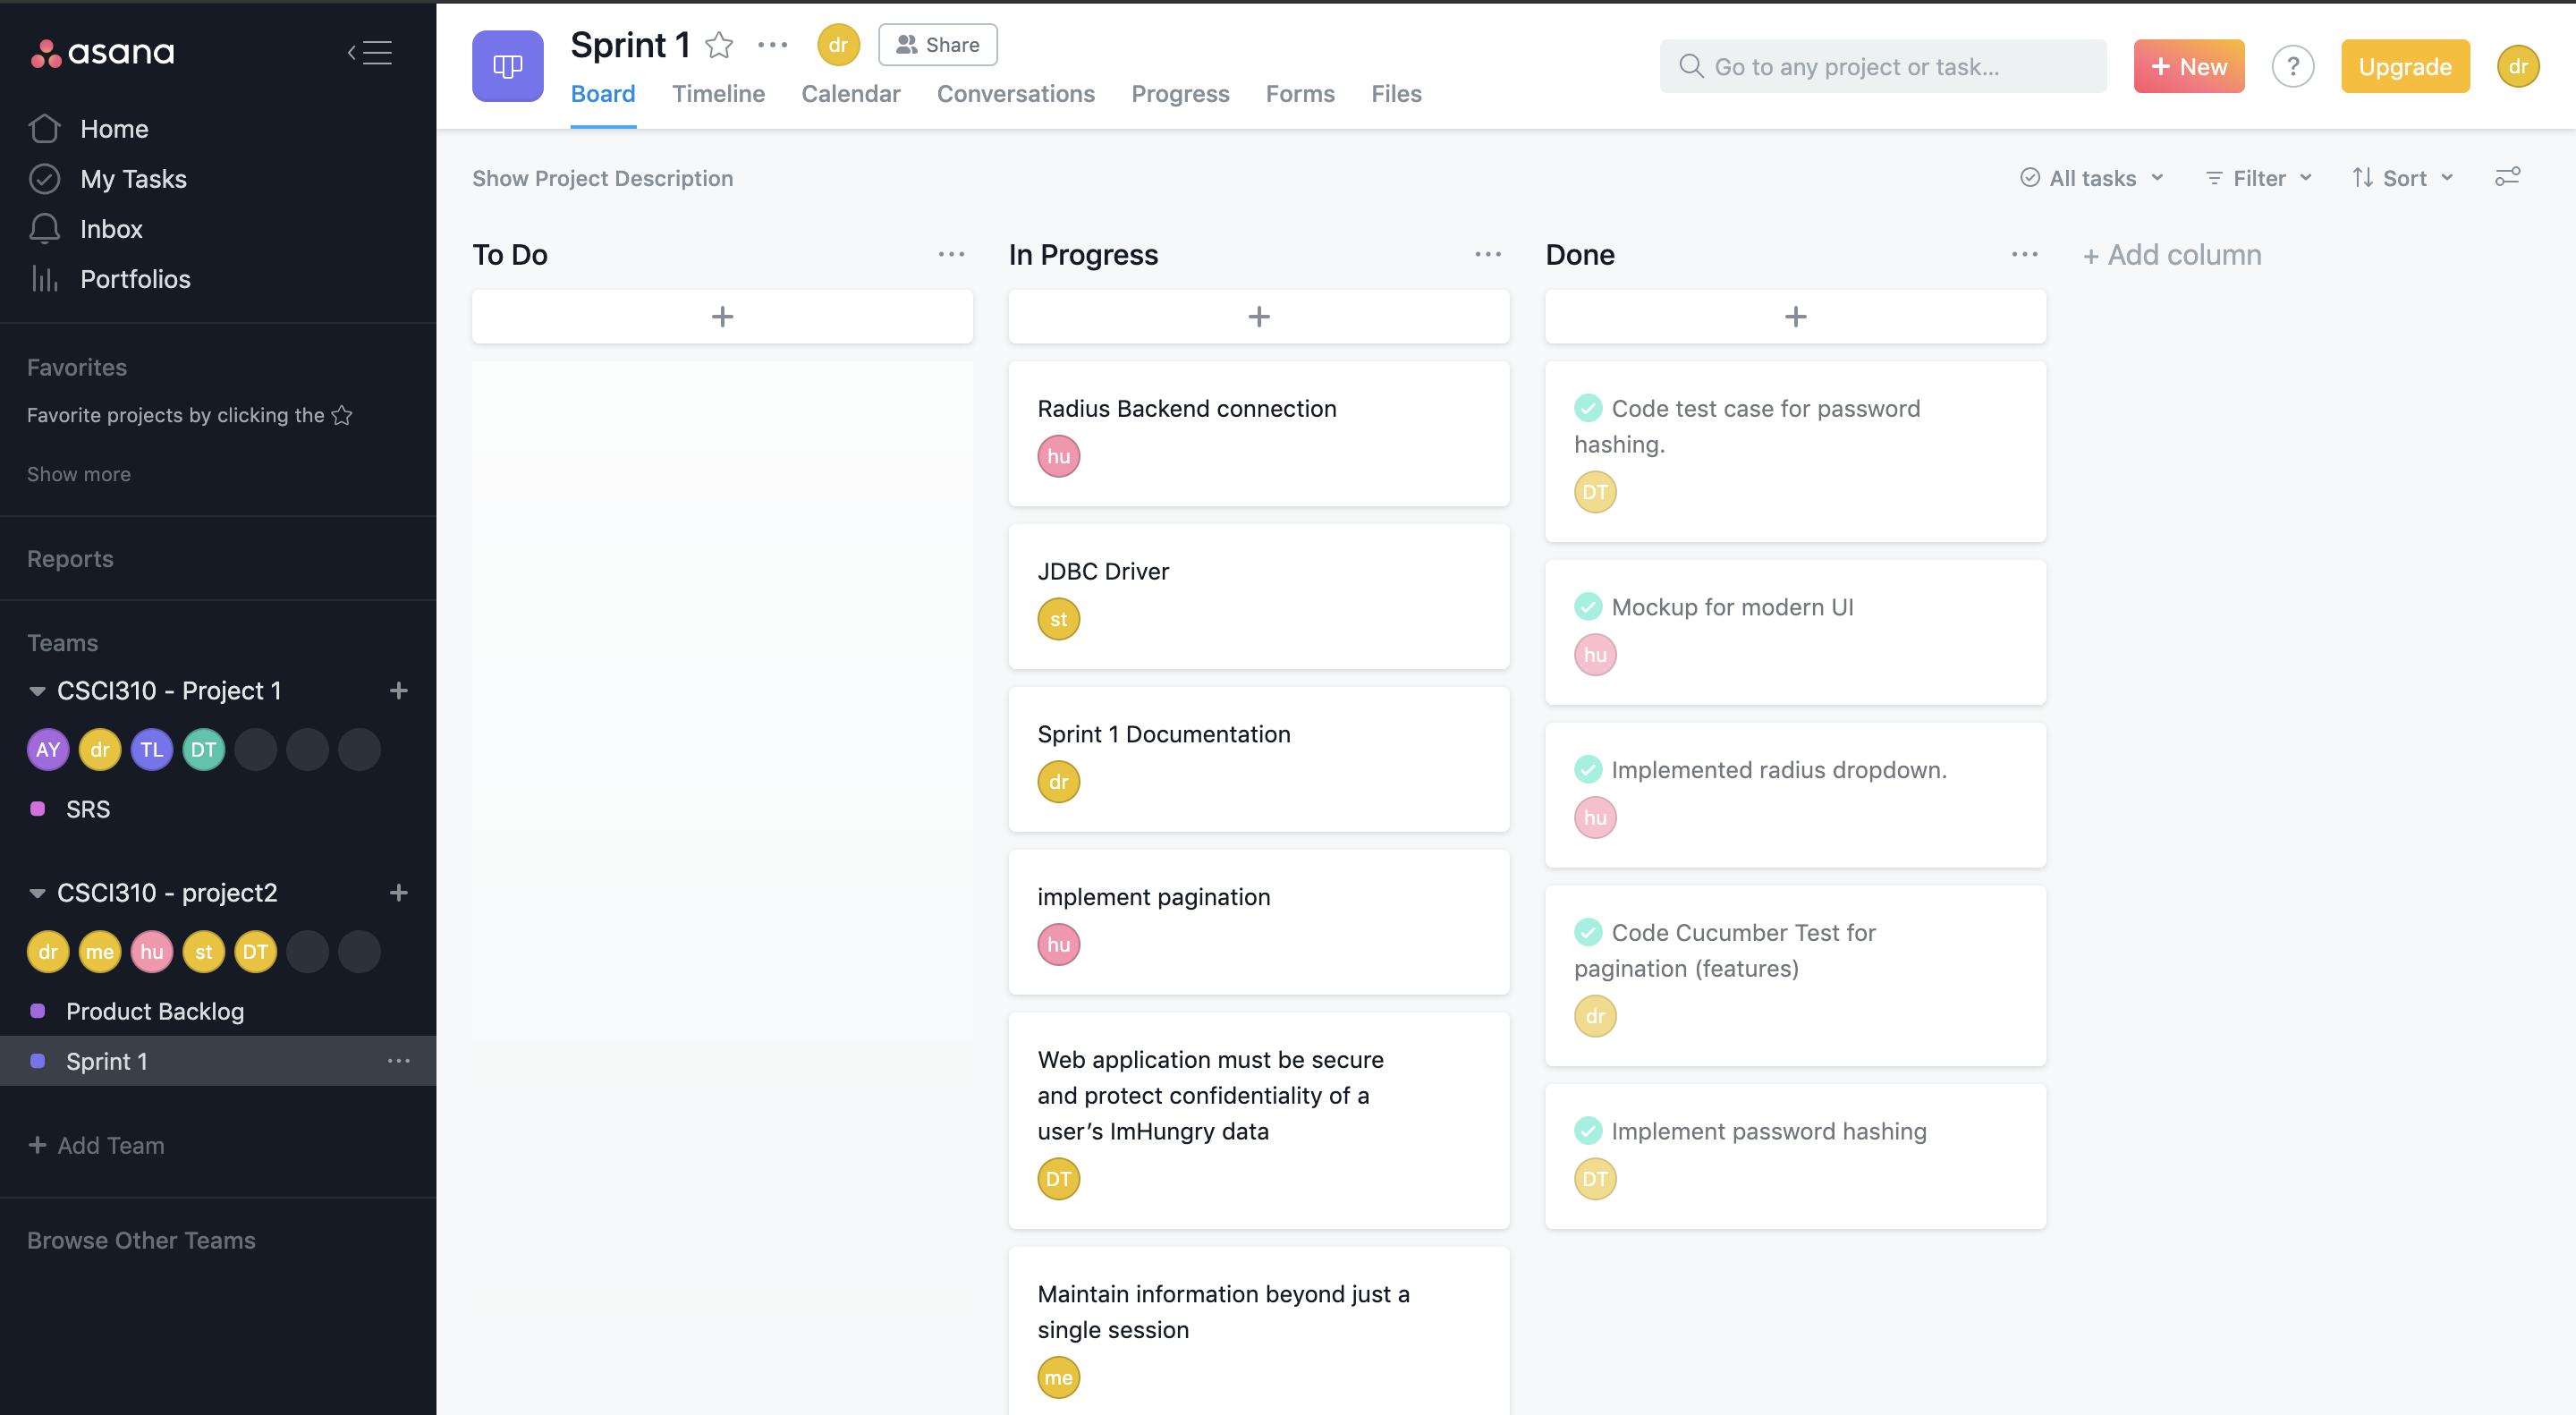 asana
Home
My Tasks
Inbox
Portfolios
Favorites
Favorite projects by clicking the
Show more
Reports
Teams
CSCI310 - Project 1
AY dr TL DT
SRS
CSCI310 - project2
dr me hu st DT
Product Backlog
Sprint 1
+ Add Team
Browse Other Teams
Sprint 1
dr
Share
Board Timeline Calendar Conversations Progress Forms Files
Go to any project or task...
+ New
?
Upgrade
dr
Show Project Description
All tasks
Filter
Sort
To Do
+
In Progress
+
Radius Backend connection
hu
JDBC Driver
st
Sprint 1 Documentation
dr
implement pagination
hu
Web application must be secure
and protect confidentiality of a
user’s ImHungry data
DT
Maintain information beyond just a
single session
me
Done
+
Code test case for password
hashing.
DT
Mockup for modern UI
hu
Implemented radius dropdown.
hu
Code Cucumber Test for
pagination (features)
dr
Implement password hashing
DT
+ Add column